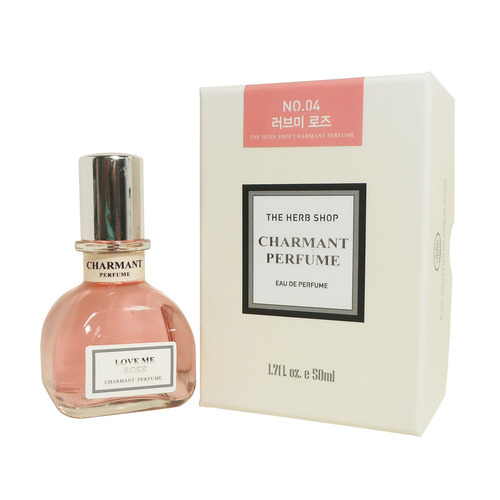 NO.04
러브미 로즈
THE HERB SHOP CHARMANT PERFUME
THE HERB SHOP
CHARMANT
PERFUME
EAU DE PERFUME
1.7fl. oz. e 50ml
CHARMANT
PERFUME
LOVE ME
ROSE
CHARMANT PERFUME